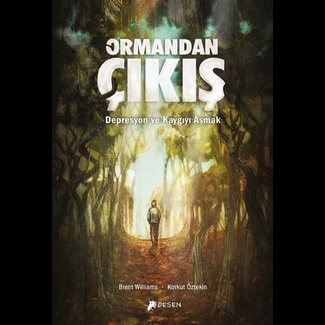 ORMANDAN
ÇIKIŞ
Depresyon ve Kaygıyı Aşmak
Brent Williams - Korkut Öztekin
DESEN